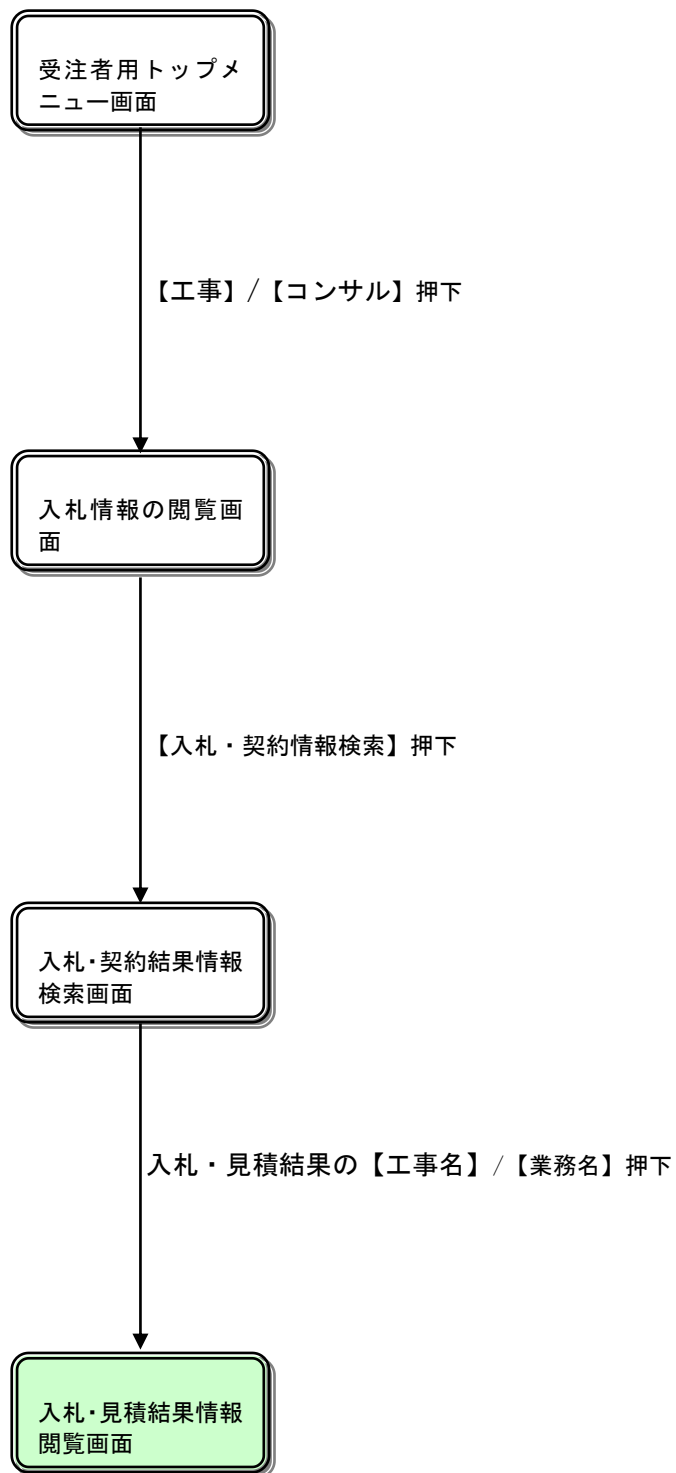 受注者用トップメ
ニュー画面
【工事】/【コンサル】押下
入札情報の閲覧画
面
【入札・契約情報検索】押下
入札・契約結果情報
検索画面
入札・見積結果の【工事名】/【業務名】押下
入札・見積結果情報
閲覧画面